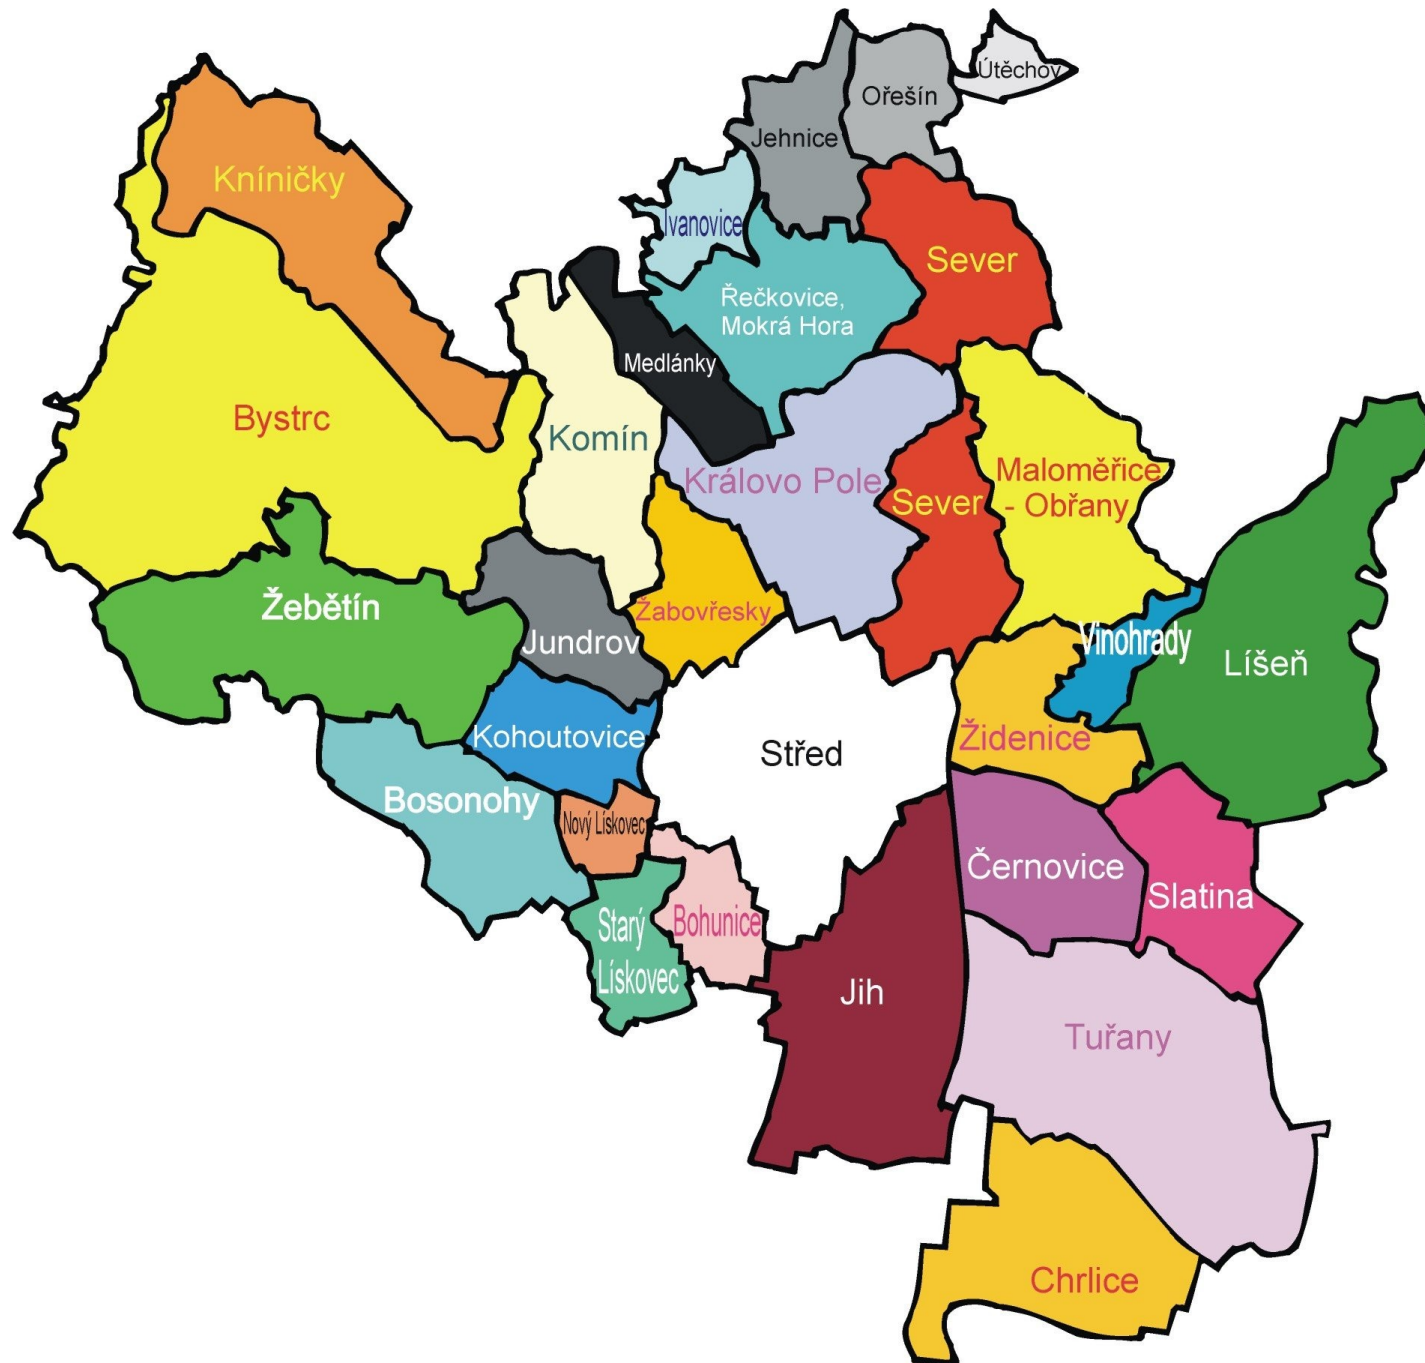 Útěchov
Ořešín
Jehnice
Kníničky
Ivanovice
Sever
Řečkovice,
Mokrá Hora
Medlánky
Bystrc
Komín
Maloměřice
- Obřany
Královo Pole
Sever
Žebětín
Žabovřesky
Jundrov
Vinohrady
Líšeň
Kohoutovice
Střed
Židenice
Bosonohy
Nový Lískovec
Černovice
Slatina
Starý
Lískovec
Bohunice
Jih
Tuřany
Chrlice